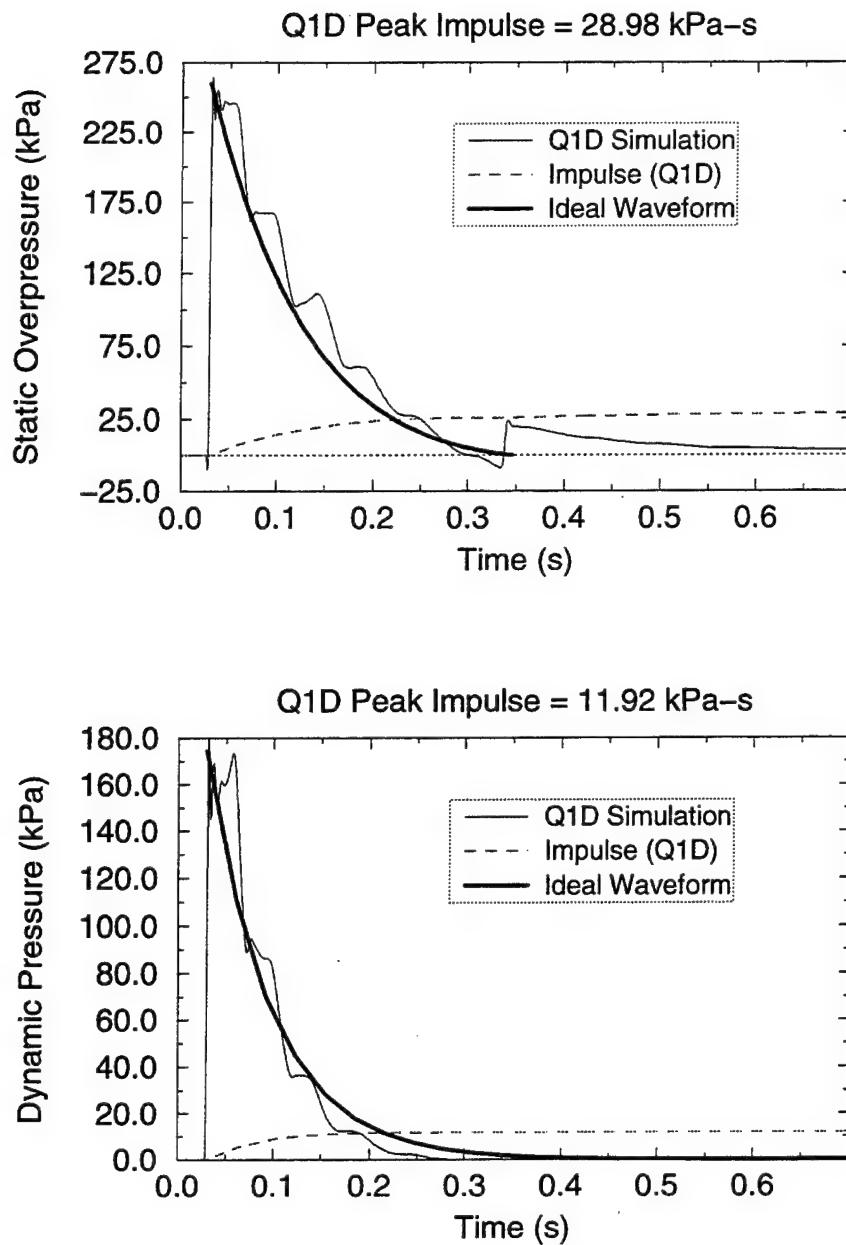 Q1D Peak Impulse = 28.98 kPa-s
275.0
225.0
175.0
125.0
75.0
25.0
−25.0
Static Overpressure (kPa)
Q1D Simulation
Impulse (Q1D)
Ideal Waveform
0.0 0.1 0.2 0.3 0.4 0.5 0.6
Time (s)
Q1D Peak Impulse = 11.92 kPa-s
180.0
160.0
140.0
120.0
100.0
80.0
60.0
40.0
20.0
0.0
Dynamic Pressure (kPa)
Q1D Simulation
Impulse (Q1D)
Ideal Waveform
0.0 0.1 0.2 0.3 0.4 0.5 0.6
Time (s)